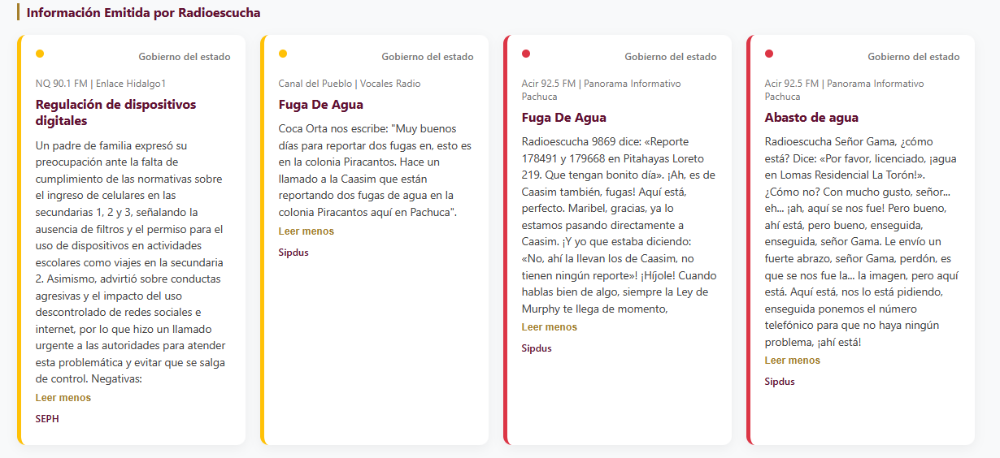 Información Emitida por Radioescucha
Gobierno del estado
NQ 90.1 FM | Enlace Hidalgo1
Regulación de dispositivos
digitales
Un padre de familia expresó su
preocupación ante la falta de
cumplimiento de las normativas sobre
el ingreso de celulares en las
secundarias 1, 2 y 3, señalando la
ausencia de filtros y el permiso para el
uso de dispositivos en actividades
escolares como viajes en la secundaria
2. Asimismo, advirtió sobre conductas
agresivas y el impacto del uso
descontrolado de redes sociales e
internet, por lo que hizo un llamado
urgente a las autoridades para atender
esta problemática y evitar que se salga
de control. Negativas:
Leer menos
SEPH
Gobierno del estado
Canal del Pueblo | Vocales Radio
Fuga De Agua
Coca Orta nos escribe: "Muy buenos
días para reportar dos fugas en, esto es
en la colonia Piracantos. Hace un
llamado a la Caasim que están
reportando dos fugas de agua en la
colonia Piracantos aquí en Pachuca".
Leer menos
Sipdus
Gobierno del estado
Acir 92.5 FM | Panorama Informativo
Pachuca
Fuga De Agua
Radioescucha 9869 dice: «Reporte
178491 y 179668 en Pitahayas Loreto
219. Que tengan bonito día». ¡Ah, es de
Caasim también, fugas! Aquí está,
perfecto. Maribel, gracias, ya lo
estamos pasando directamente a
Caasim. ¡Y yo que estaba diciendo:
«No, ahí la llevan los de Caasim, no
tienen ningún reporte»! ¡Híjole! Cuando
hablas bien de algo, siempre la Ley de
Murphy te llega de momento,
Leer menos
Sipdus
Gobierno del estado
Acir 92.5 FM | Panorama Informativo
Pachuca
Abasto de agua
Radioescucha Señor Gama, ¿cómo
está? Dice: «Por favor, licenciado, ¡agua
en Lomas Residencial La Torón!».
¿Cómo no? Con mucho gusto, señor...
eh... ¡ah, aquí se nos fue! Pero bueno,
ahí está, pero bueno, enseguida,
enseguida, señor Gama. Le envío un
fuerte abrazo, señor Gama, perdón, es
que se nos fue la... la imagen, pero aquí
está. Aquí está, nos lo está pidiendo,
enseguida ponemos el número
telefónico para que no haya ningún
problema, ¡ahí está!
Leer menos
Sipdus